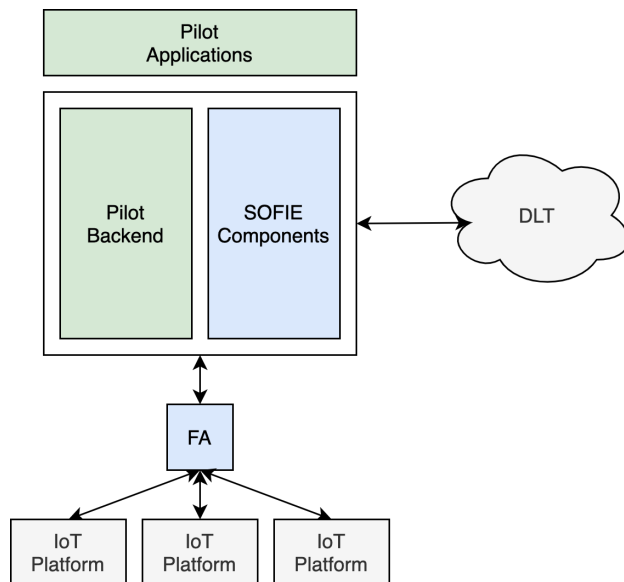 Pilot
Applications
Pilot
Backend
SOFIE
Components
DLT
FA
IoT
Platform
IoT
Platform
IoT
Platform